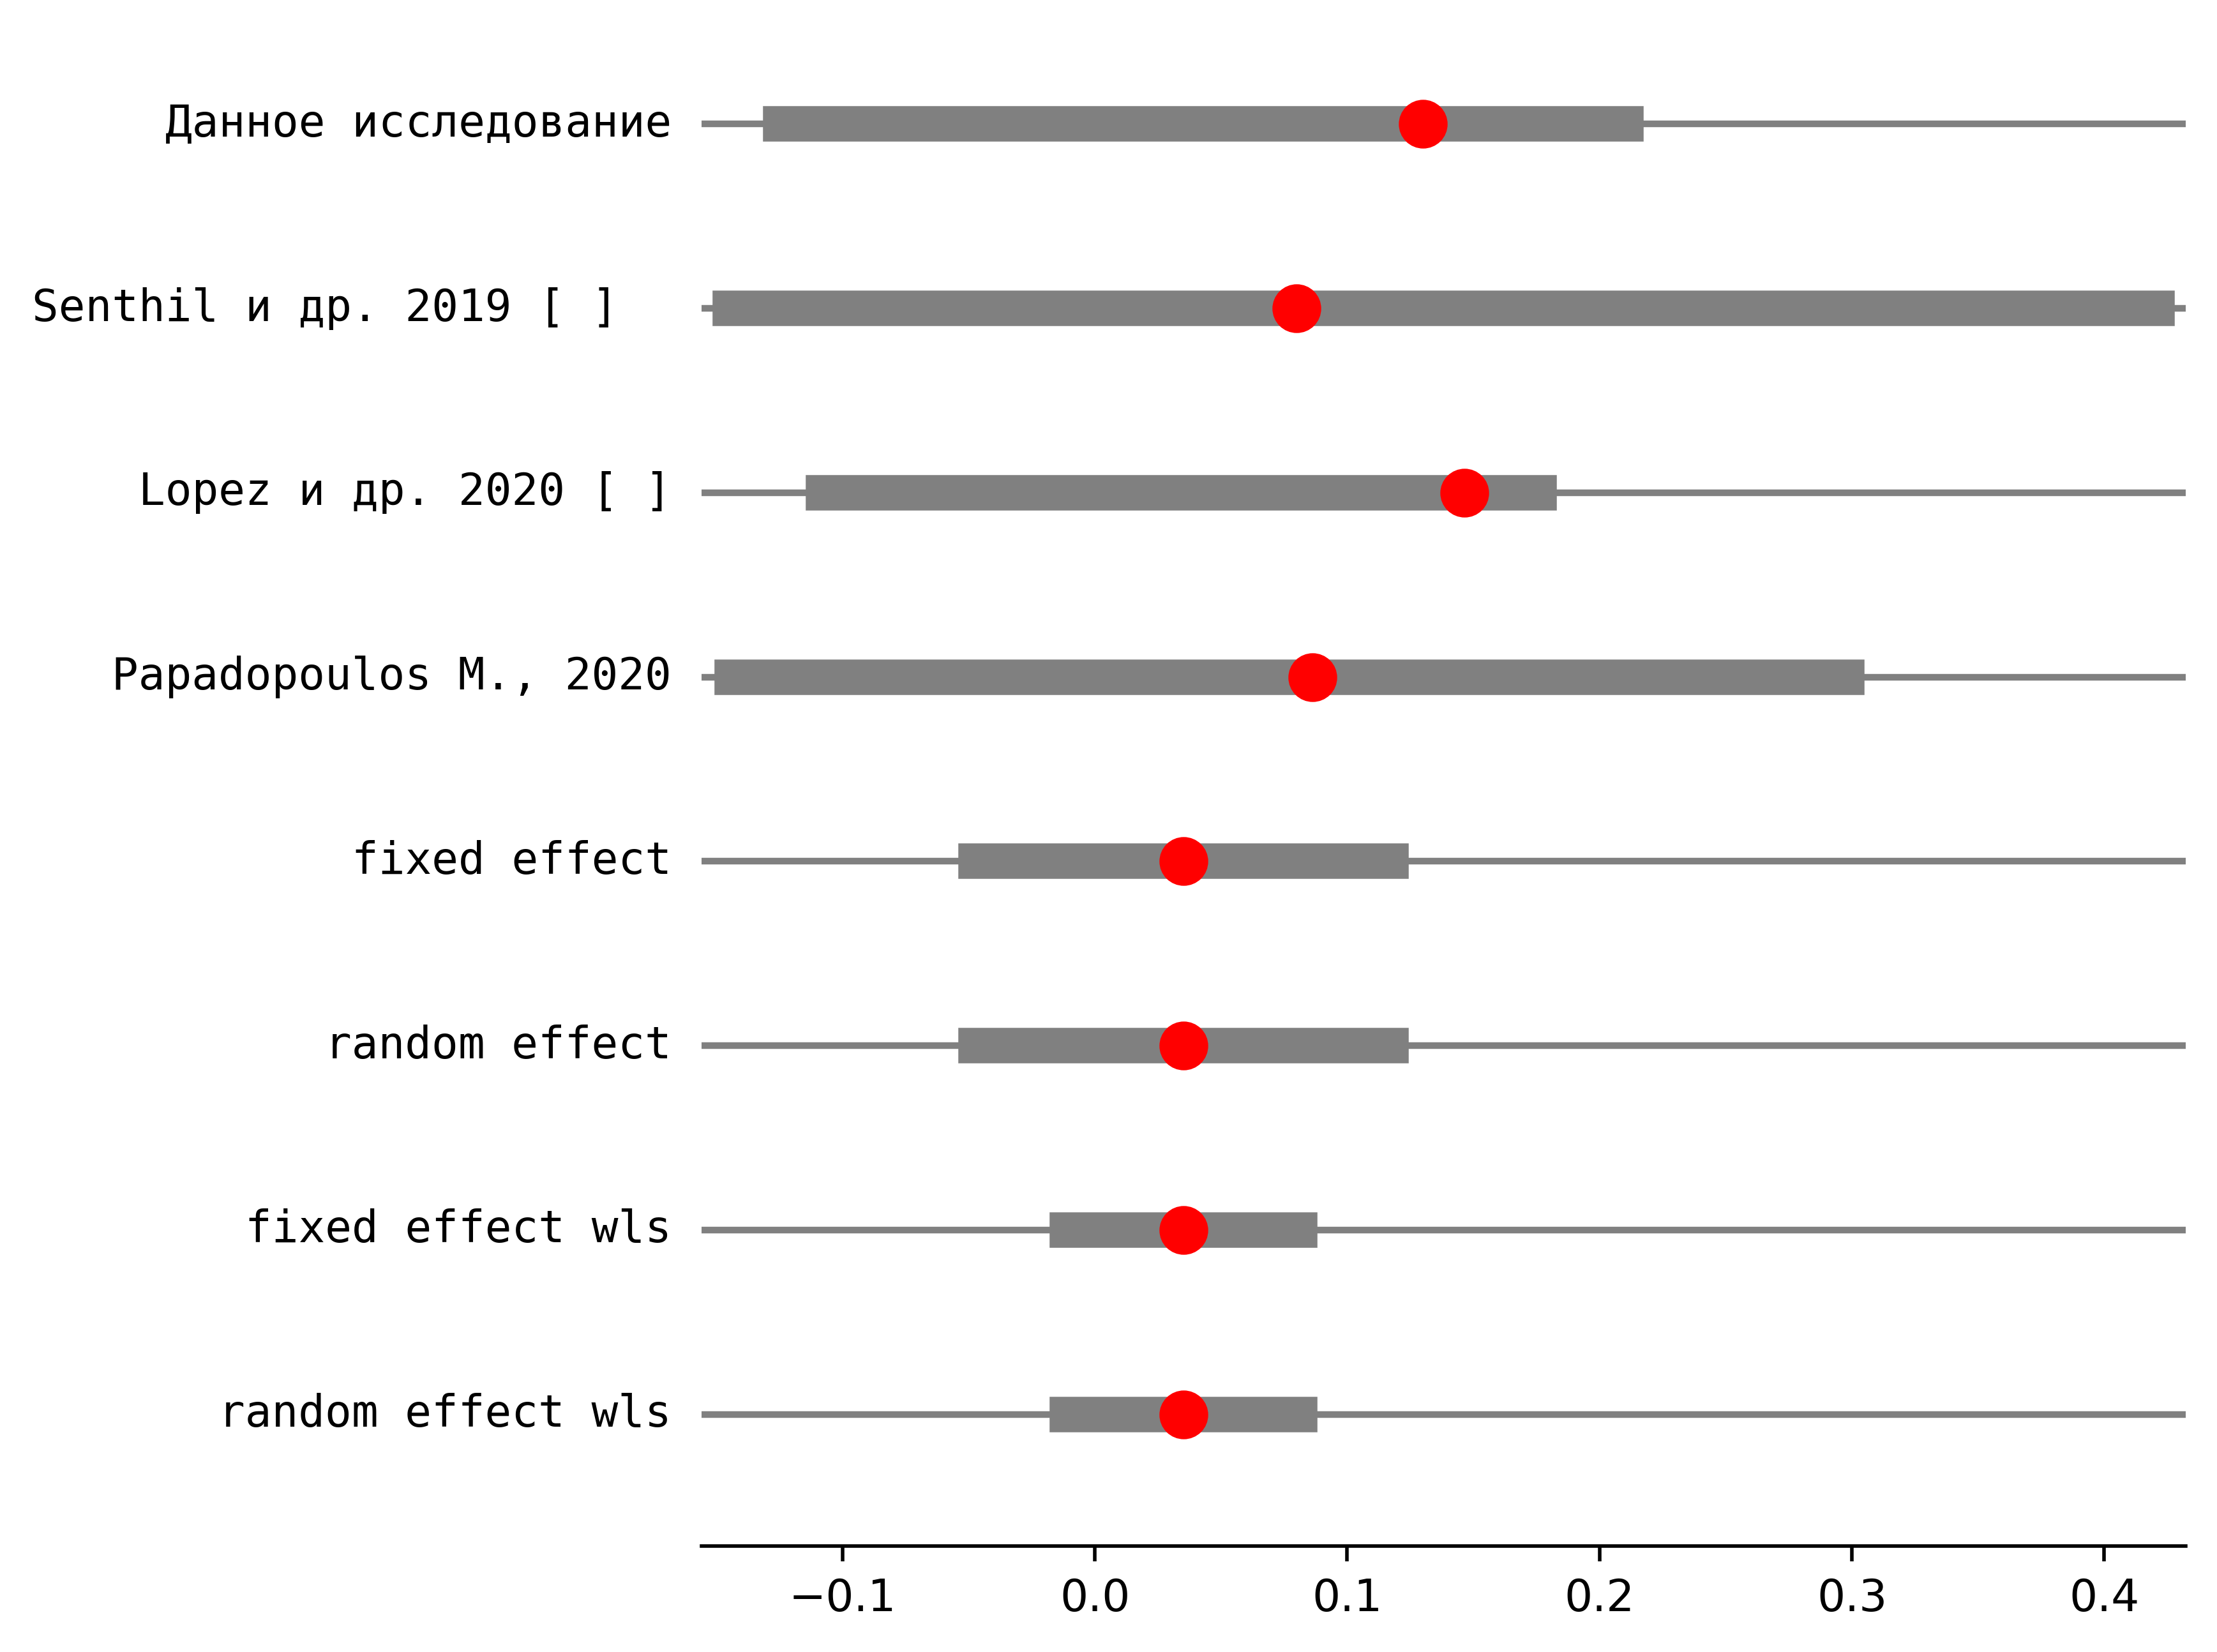 Данное исследование
Senthil и др. 2019 [ ]
Lopez и др. 2020 [ ]
Papadopoulos M., 2020
fixed effect
random effect
fixed effect wls
random effect wls
−0.1 0.0 0.1 0.2 0.3 0.4